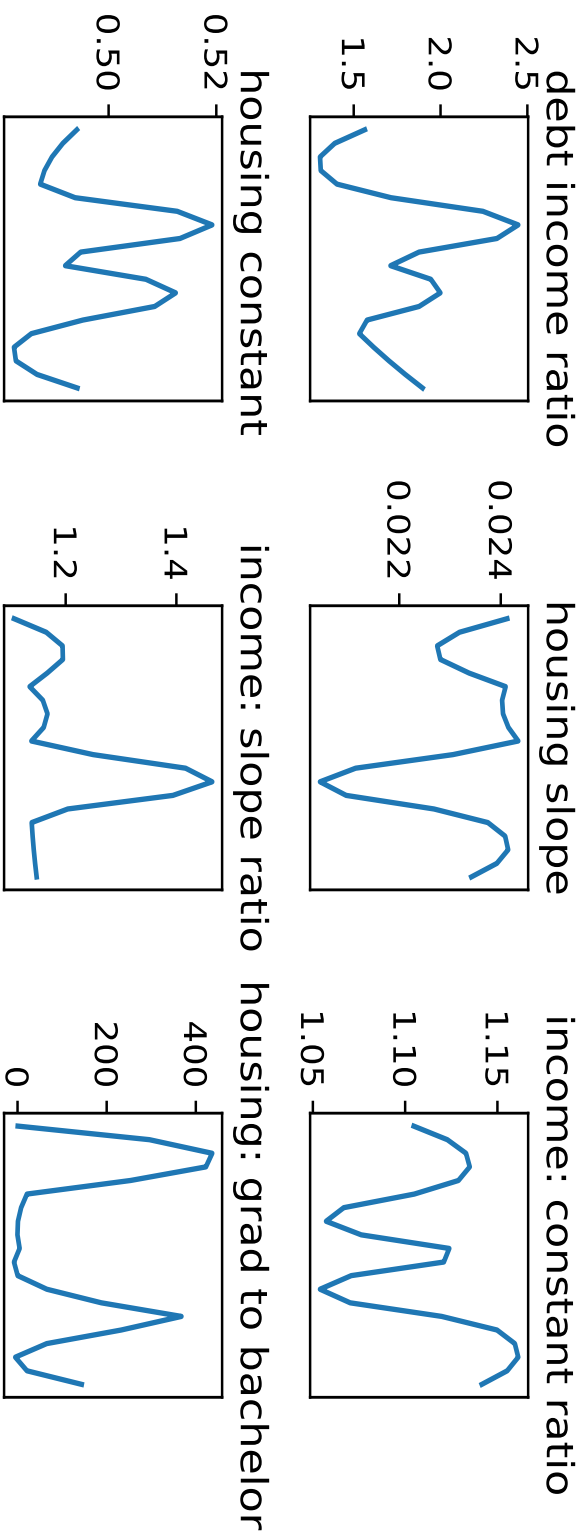 debt income ratio
2.5
2.0
1.5
housing slope
0.024
0.022
income: constant ratio
1.15
1.10
1.05
housing constant
0.52
0.50
income: slope ratio
1.4
1.2
housing: grad to bachelor
400
200
0